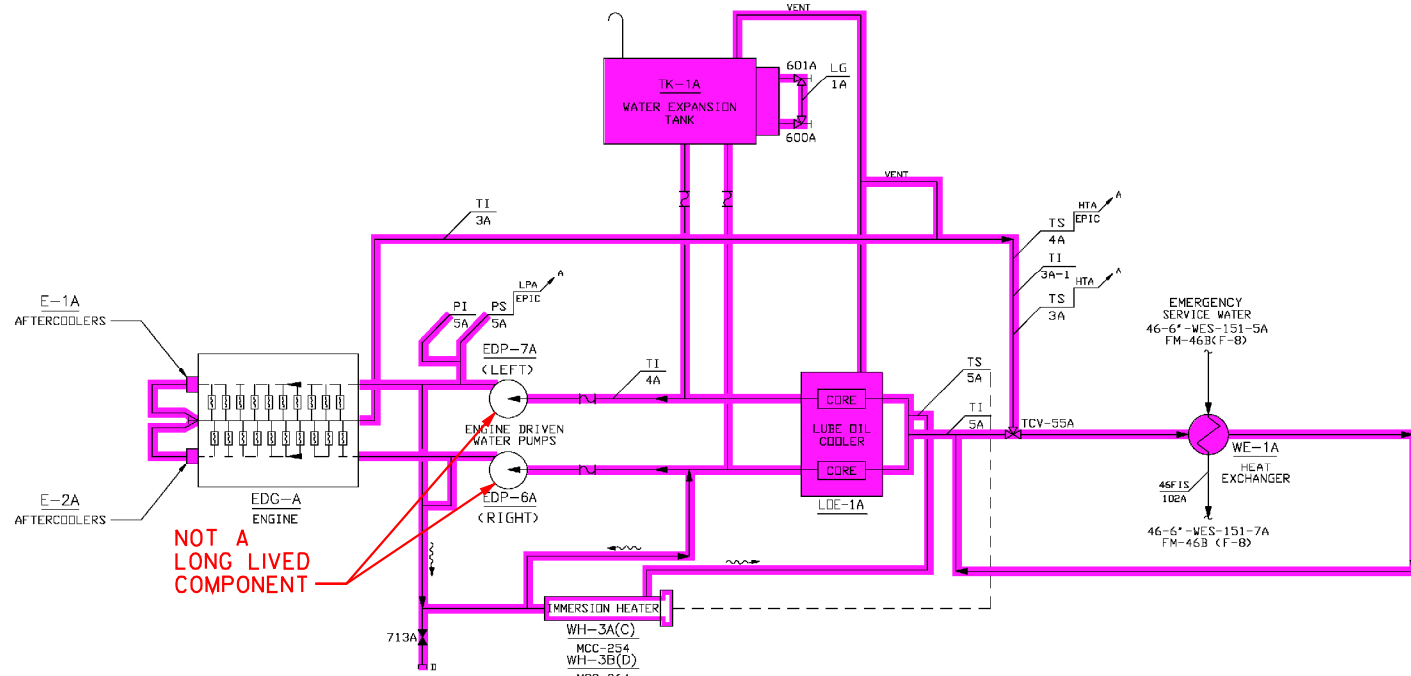 VENT
601A
LG
1A
TK-1A
WATER EXPANSION
TANK
600A
VENT
TI
3A
HTA
A
EPIC
TS
4A
TI
3A-1
HTA
A
TS
3A
LPA
A
EPIC
PI
5A
PS
5A
E-1A
AFTERCOOLERS
EDP-7A
(LEFT)
TI
4A
ENGINE DRIVEN
WATER PUMPS
EDP-6A
(RIGHT)
CORE
LUBE OIL
COOLER
CORE
LOE-1A
TS
5A
TI
5A
TCV-55A
EMERGENCY
SERVICE WATER
46-6"-WES-151-5A
FM-46B(F-8)
WE-1A
HEAT
EXCHANGER
46FIS
102A
46-6"-WES-151-7A
FM-46B (F-8)
E-2A
AFTERCOOLERS
EDG-A
ENGINE
NOT A
LONG LIVED
COMPONENT
IMMERSION HEATER
713A
D
WH-3A(C)
MCC-254
WH-3B(D)